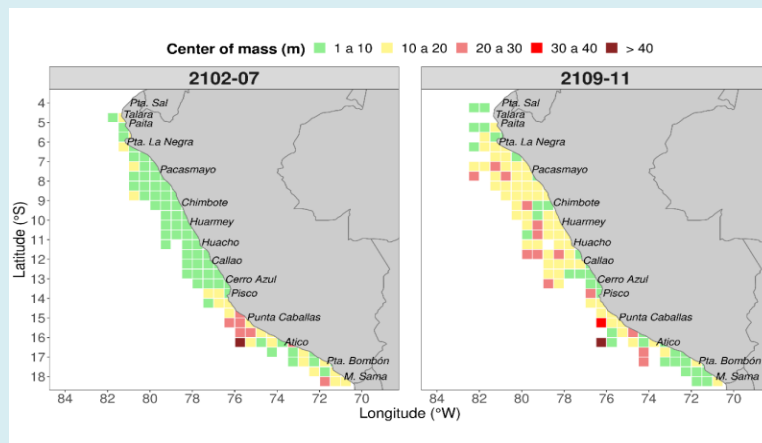 Center of mass (m) 1 a 10 10 a 20 20 a 30 30 a 40 > 40
2102-07
2109-11
Latitude (°S)
4
5
6
7
8
9
10
11
12
13
14
15
16
17
18
Pta. Sal
Talara
Paita
Pta. La Negra
Pacasmayo
Chimbote
Huarmey
Huacho
Callao
Cerro Azul
Pisco
Punta Caballas
Atico
Pta. Bombón
M. Sama
Pta. Sal
Talara
Paita
Pta. La Negra
Pacasmayo
Chimbote
Huarmey
Huacho
Callao
Cerro Azul
Pisco
Punta Caballas
Atico
Pta. Bombón
M. Sama
84 82 80 78 76 74 72 70
84 82 80 78 76 74 72 70
Longitude (°W)